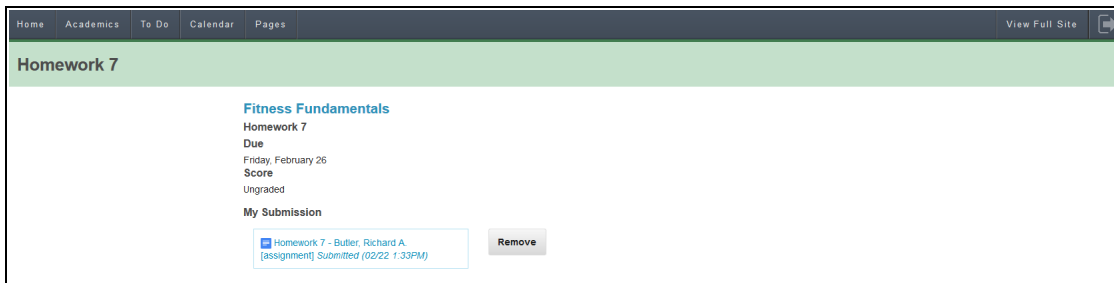 Home Academics To Do Calendar Pages View Full Site
Homework 7
Fitness Fundamentals
Homework 7
Due
Friday, February 26
Score
Ungraded
My Submission
Homework 7 - Butler, Richard A.
[assignment] Submitted (02/22 1:33PM)
Remove